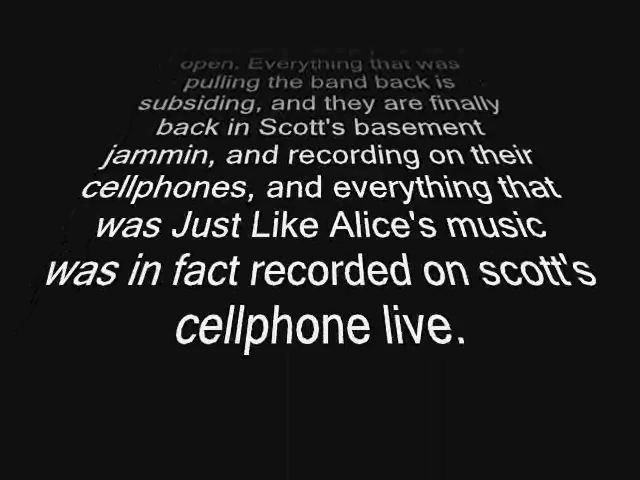 open. Everything that was
pulling the band back is
subsiding, and they are finally
back in Scott's basement
jammin, and recording on their
cellphones, and everything that
was Just Like Alice's music
was in fact recorded on scott's
cellphone live.